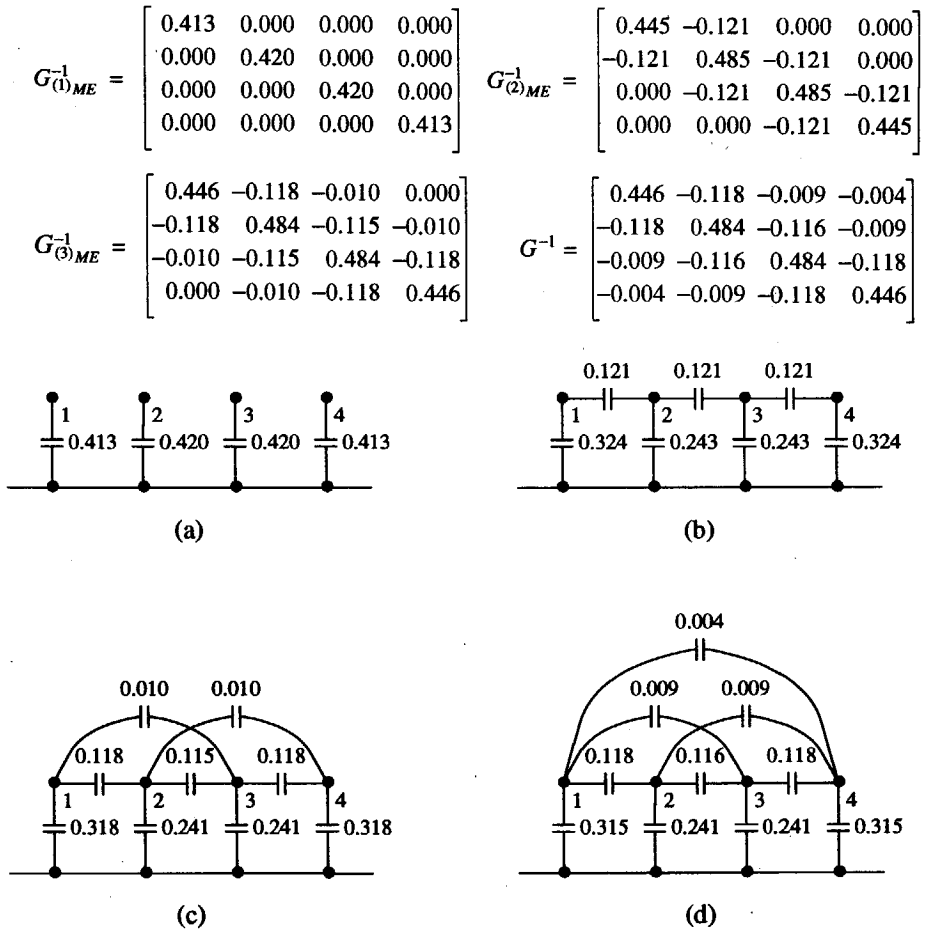 G⁻¹₍₁₎ME = [ 0.413 0.000 0.000 0.000
0.000 0.420 0.000 0.000
0.000 0.000 0.420 0.000
0.000 0.000 0.000 0.413 ]
G⁻¹₍₂₎ME = [ 0.445 −0.121 0.000 0.000
−0.121 0.485 −0.121 0.000
0.000 −0.121 0.485 −0.121
0.000 0.000 −0.121 0.445 ]
G⁻¹₍₃₎ME = [ 0.446 −0.118 −0.010 0.000
−0.118 0.484 −0.115 −0.010
−0.010 −0.115 0.484 −0.118
0.000 −0.010 −0.118 0.446 ]
G⁻¹ = [ 0.446 −0.118 −0.009 −0.004
−0.118 0.484 −0.116 −0.009
−0.009 −0.116 0.484 −0.118
−0.004 −0.009 −0.118 0.446 ]
1 2 3 4
0.413 0.420 0.420 0.413
(a)
0.121 0.121 0.121
1 2 3 4
0.324 0.243 0.243 0.324
(b)
0.010 0.010
0.118 0.115 0.118
1 2 3 4
0.318 0.241 0.241 0.318
(c)
0.004
0.009 0.009
0.118 0.116 0.118
1 2 3 4
0.315 0.241 0.241 0.315
(d)